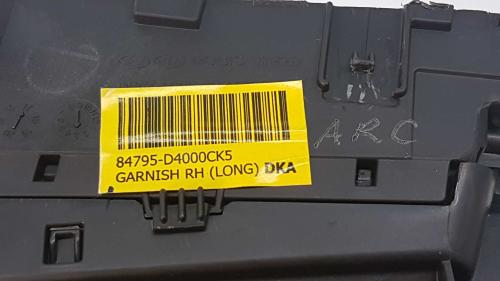 84795-D4000CK5
GARNISH RH (LONG) DKA
ARC